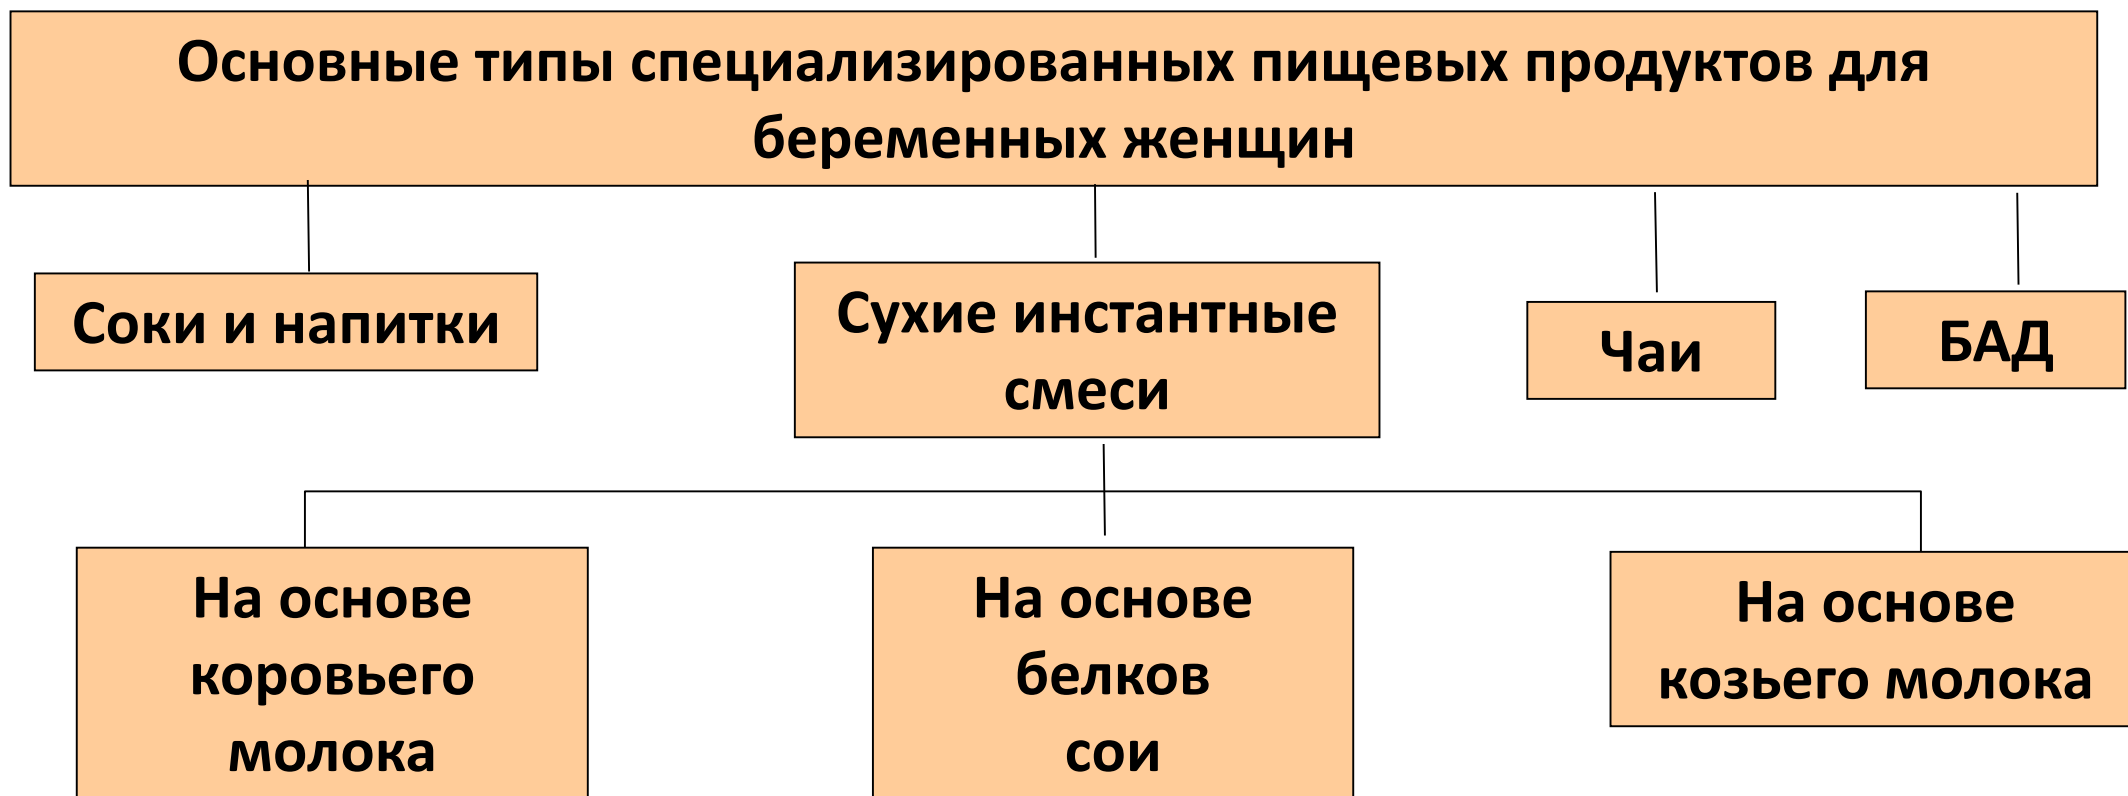 Основные типы специализированных пищевых продуктов для
беременных женщин
Соки и напитки
Сухие инстантные
смеси
Чаи
БАД
На основе
коровьего
молока
На основе
белков
сои
На основе
козьего молока